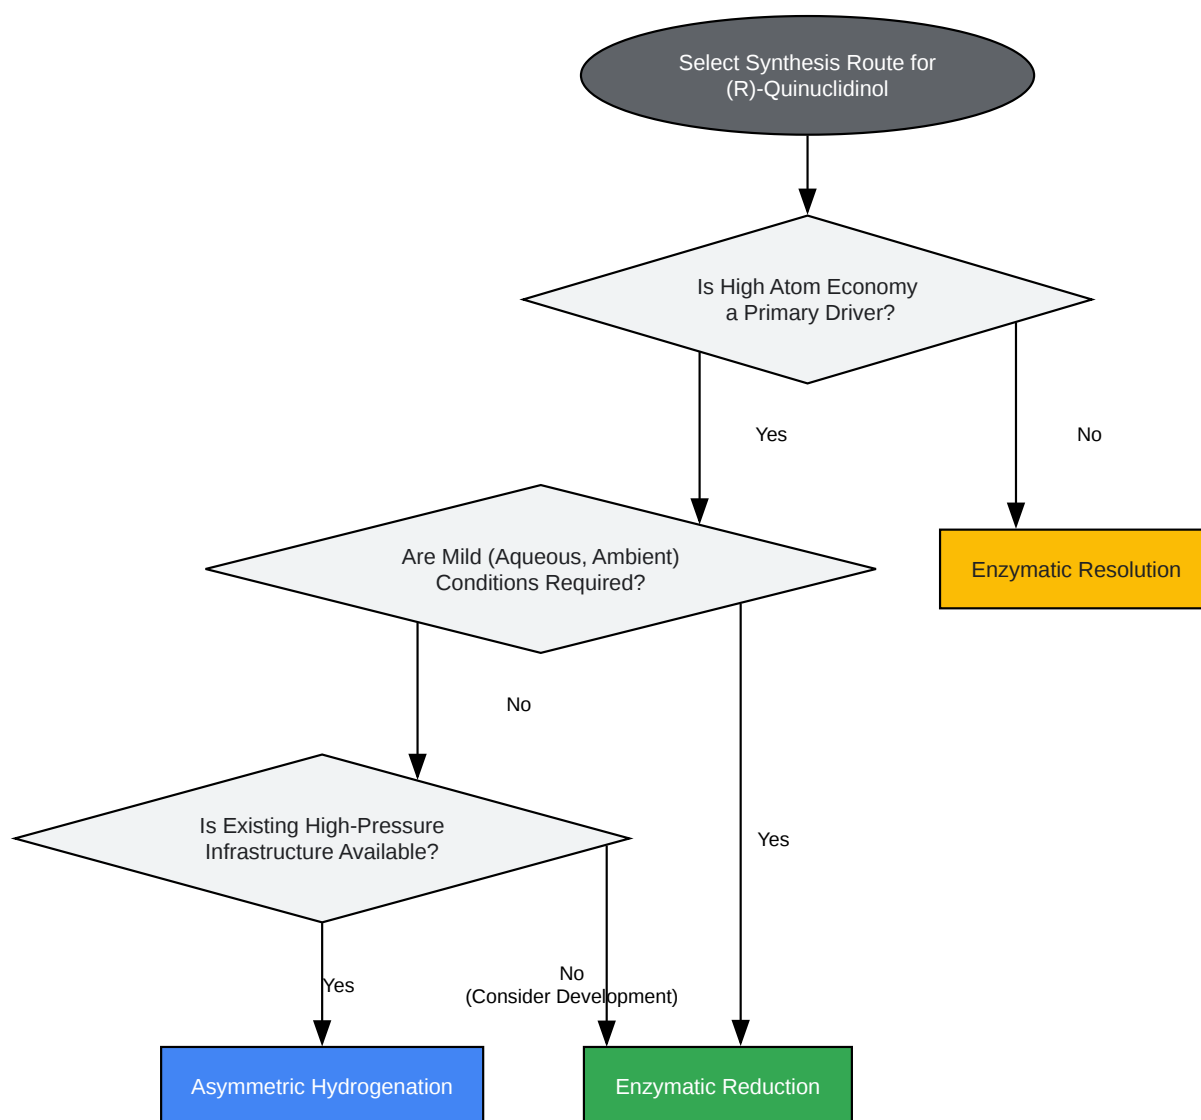 Select Synthesis Route for
(R)-Quinuclidinol
Is High Atom Economy
a Primary Driver?
Yes
No
Are Mild (Aqueous, Ambient)
Conditions Required?
Enzymatic Resolution
No
Is Existing High-Pressure
Infrastructure Available?
Yes
Yes
No
(Consider Development)
Asymmetric Hydrogenation
Enzymatic Reduction